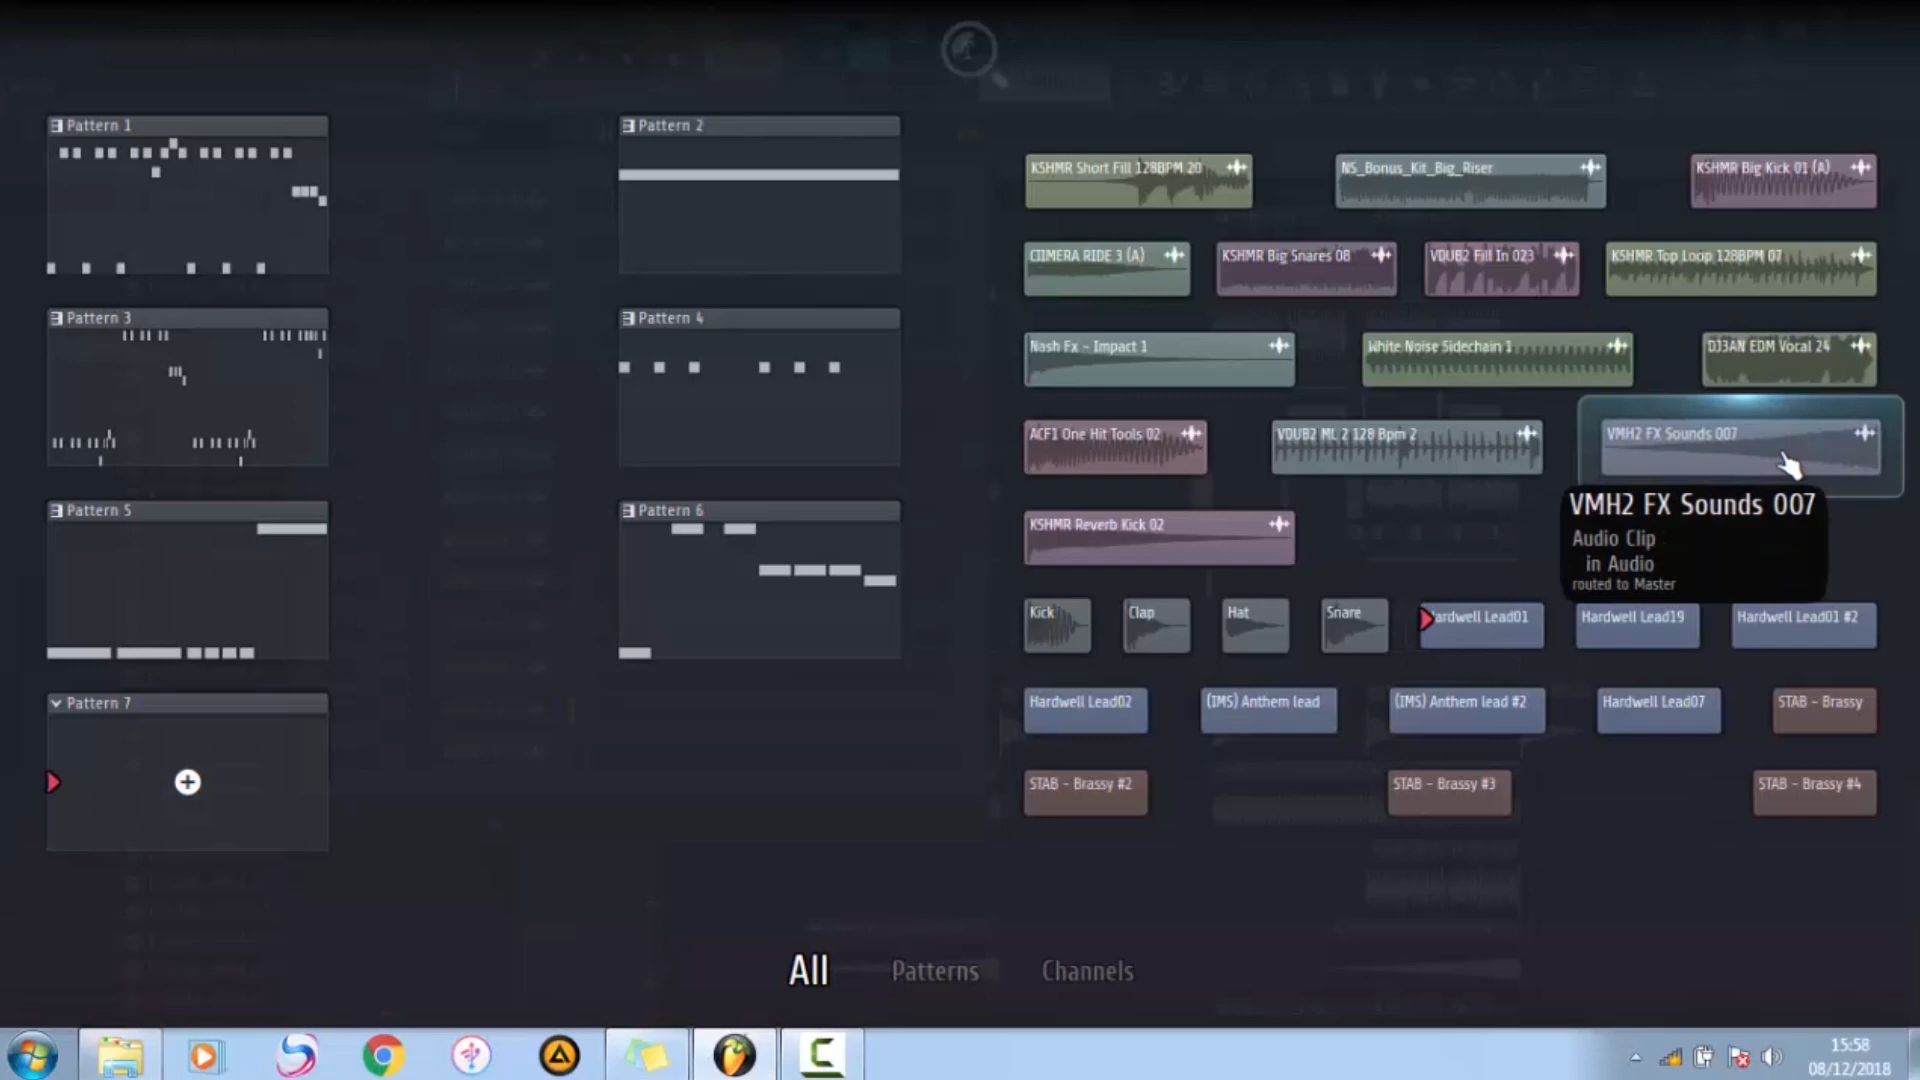 Pattern 1
Pattern 2
Pattern 3
Pattern 4
Pattern 5
Pattern 6
Pattern 7
KSHMR Short Fill 128BPM 20
NS_Bonus_Kit_Big_Riser
KSHMR Big Kick 01 (A)
CIIMERA RIDE 3 (A)
KSHMR Big Snares 08
VDUB2 Fill In 023
KSHMR Top Loop 128BPM 07
Nash Fx - Impact 1
White Noise Sidechain 1
DJ3AN EDM Vocal 24
ACF1 One Hit Tools 02
VDUB2 ML 2 128 Bpm 2
VMH2 FX Sounds 007
VMH2 FX Sounds 007
Audio Clip
in Audio
routed to Master
KSHMR Reverb Kick 02
Kick
Clap
Hat
Snare
ardwell Lead01
Hardwell Lead19
Hardwell Lead01 #2
Hardwell Lead02
(IMS) Anthem lead
(IMS) Anthem lead #2
Hardwell Lead07
STAB - Brassy
STAB - Brassy #2
STAB - Brassy #3
STAB - Brassy #4
All
Patterns
Channels
15:58
08/12/2018